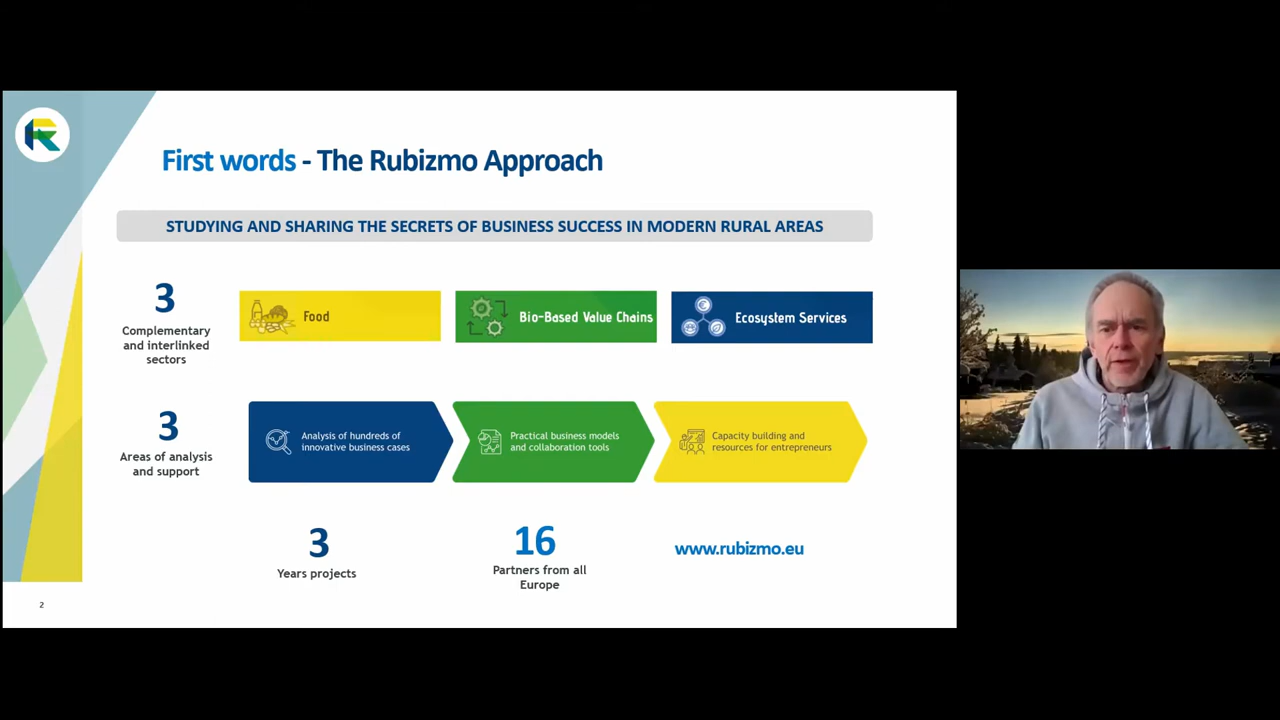 First words - The Rubizmo Approach
STUDYING AND SHARING THE SECRETS OF BUSINESS SUCCESS IN MODERN RURAL AREAS
3
Complementary
and interlinked
sectors
Food
Bio-Based Value Chains
Ecosystem Services
3
Areas of analysis
and support
Analysis of hundreds of
innovative business cases
Practical business models
and collaboration tools
Capacity building and
resources for entrepreneurs
3
Years projects
16
Partners from all
Europe
www.rubizmo.eu
2